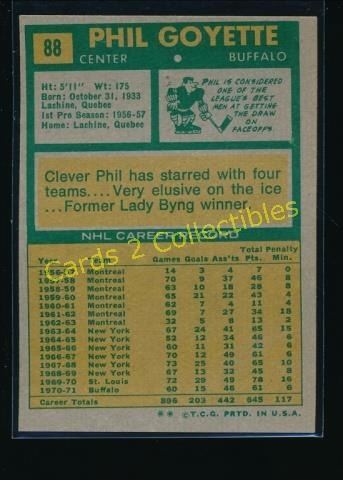 88 PHIL GOYETTE
CENTER BUFFALO
Ht: 5'11" Wt: 175
Born: October 31, 1933
Lachine, Quebec
1st Pro Season: 1956-57
Home: Lachine, Quebec
PHIL IS CONSIDERED
ONE OF THE
LEAGUE'S BEST
MEN AT GETTING
THE DRAW ON
FACEOFFS.
Clever Phil has starred with four
teams....Very elusive on the ice
...Former Lady Byng winner.
Cards 2 Collectibles
NHL CAREER RECORD
Total Penalty
Year Team Games Goals Ass'ts Pts. Min.
1956-57 Montreal 14 3 4 7 0
1957-58 Montreal 70 9 37 46 8
1958-59 Montreal 63 10 18 28 8
1959-60 Montreal 65 21 22 43 4
1960-61 Montreal 62 7 4 11 4
1961-62 Montreal 69 7 27 34 18
1962-63 Montreal 32 5 8 13 2
1963-64 New York 67 24 41 65 15
1964-65 New York 52 12 34 46 6
1965-66 New York 60 11 31 42 6
1966-67 New York 70 12 49 61 6
1967-68 New York 73 25 40 65 10
1968-69 New York 67 13 32 45 8
1969-70 St. Louis 72 29 49 78 16
1970-71 Buffalo 60 15 46 61 6
Career Totals 896 203 442 645 117
** ©T.C.G. PRTD. IN U.S.A.